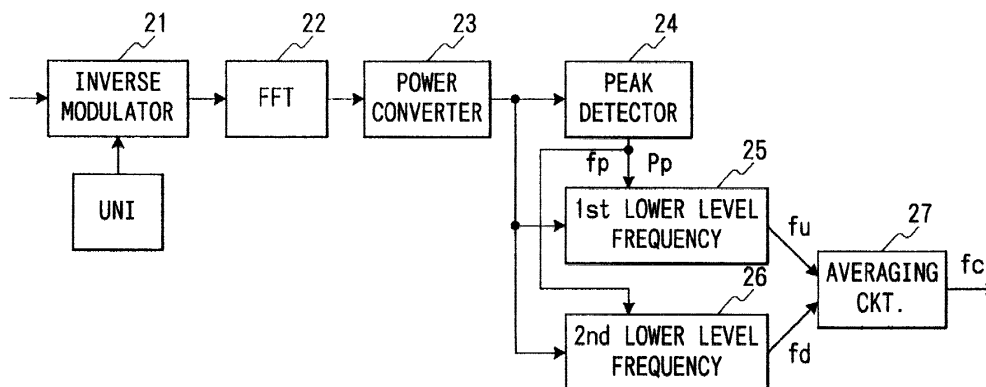 21
22
23
24
INVERSE
MODULATOR
FFT
POWER
CONVERTER
PEAK
DETECTOR
UNI
fp
Pp
25
1st LOWER LEVEL
FREQUENCY
fu
27
AVERAGING
CKT.
fc
26
2nd LOWER LEVEL
FREQUENCY
fd